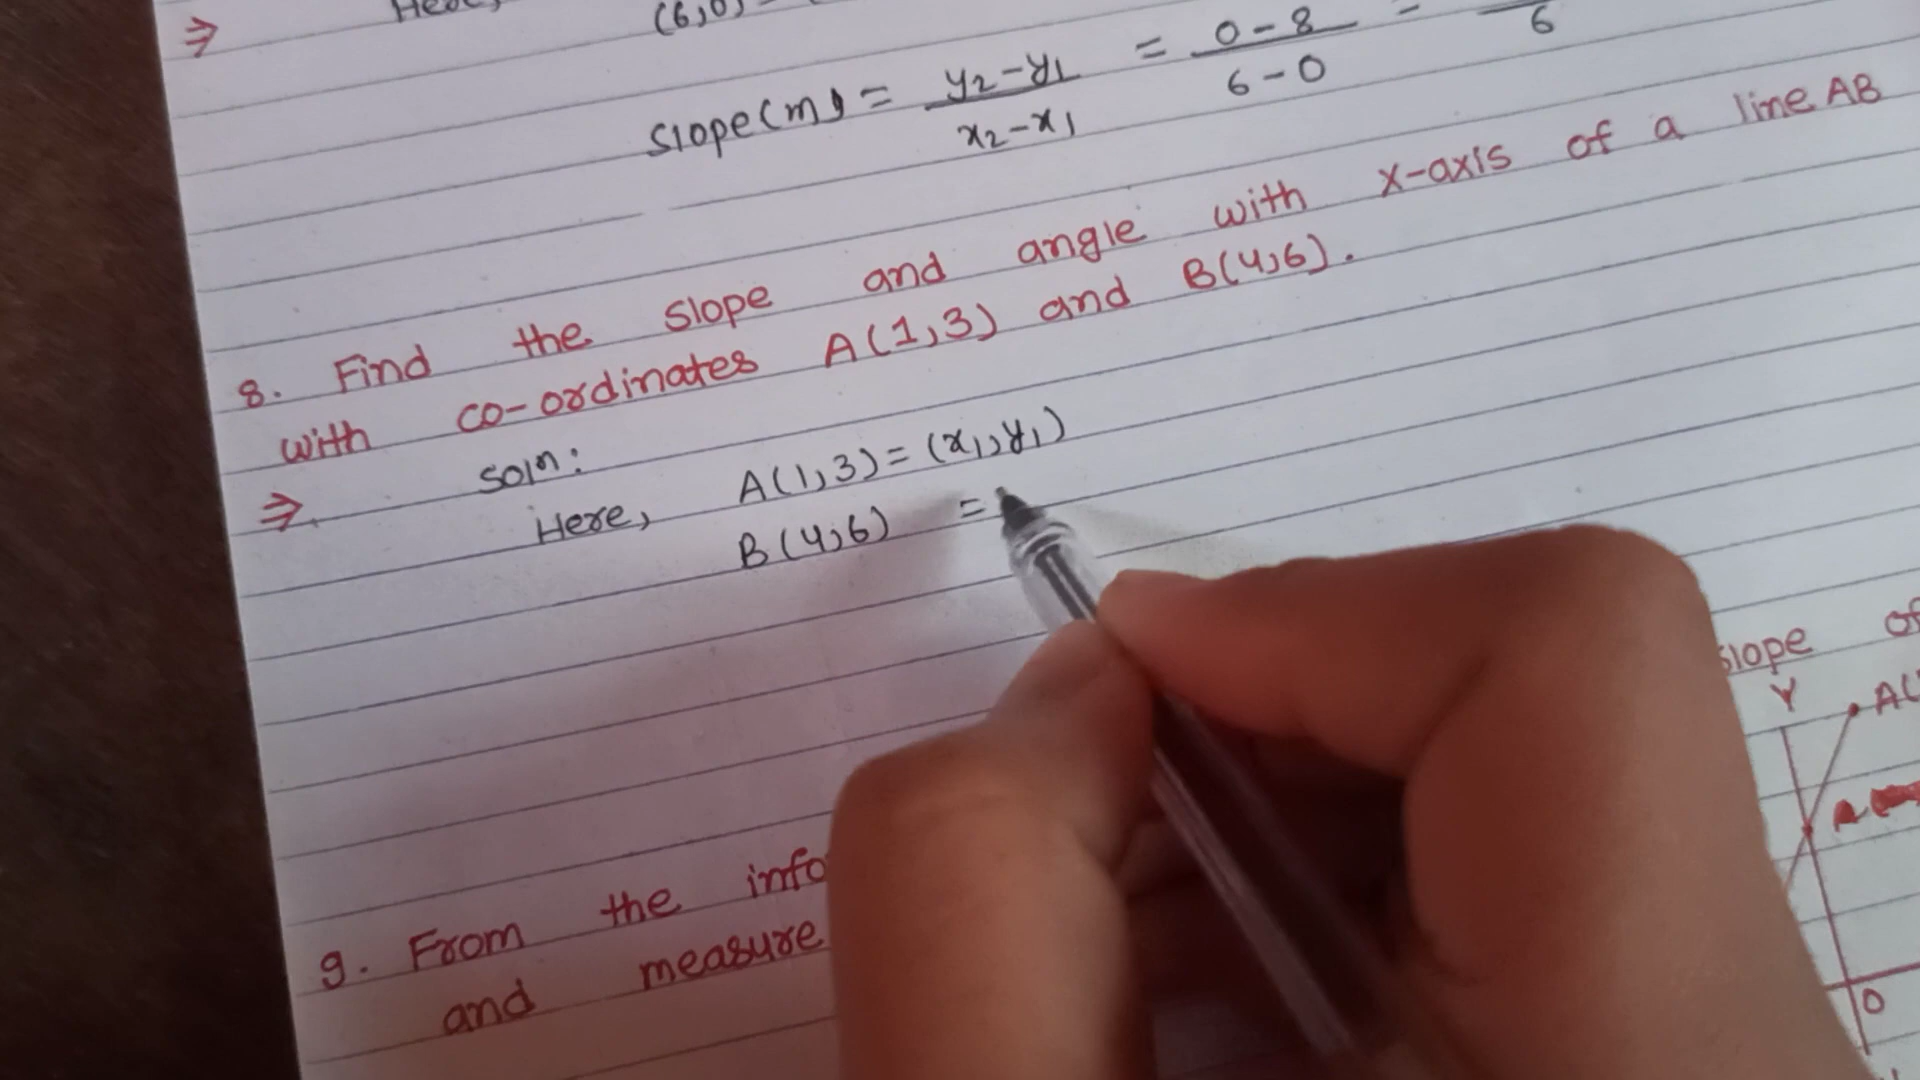 ⇒ Here,
(6,0)
Slope(m) = y₂-y₁ / x₂-x₁ = 0-8 / 6-0 = 6
8. Find the slope and angle with x-axis of a line AB
with co-ordinates A(1,3) and B(4,6).
⇒ Soln:
Here, A(1,3) = (x₁,y₁)
B(4,6) =
9. From the info
slope of
and measure
Y
A(
O